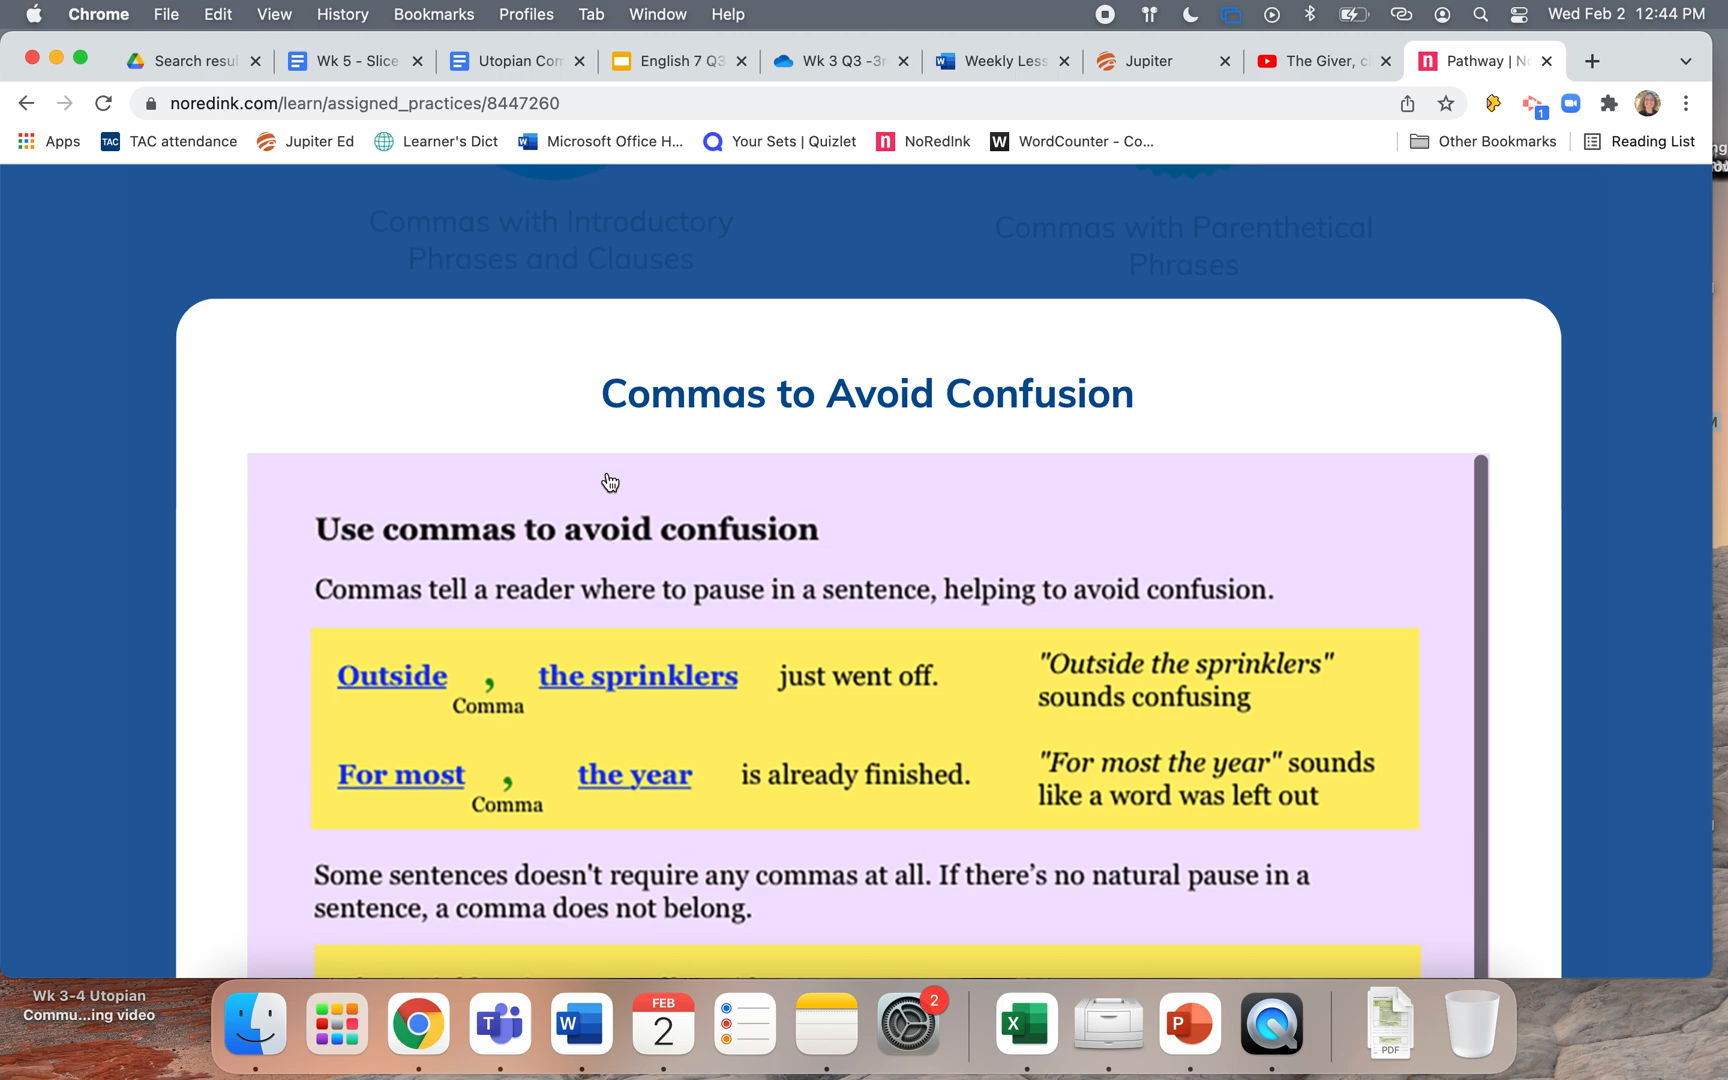 Chrome File Edit View History Bookmarks Profiles Tab Window Help Wed Feb 2 12:44 PM
Search resu Wk 5 - Slice Utopian Com English 7 Q3 Wk 3 Q3 -3r Weekly Less Jupiter The Giver, c Pathway | No
noredink.com/learn/assigned_practices/8447260
1
Apps TAC TAC attendance Jupiter Ed Learner's Dict Microsoft Office H... Your Sets | Quizlet NoRedInk WordCounter - Co... Other Bookmarks Reading List
Commas with Introductory
Phrases and Clauses
Commas with Parenthetical
Phrases
Commas to Avoid Confusion
Use commas to avoid confusion
Commas tell a reader where to pause in a sentence, helping to avoid confusion.
Outside , the sprinklers just went off.
Comma
"Outside the sprinklers"
sounds confusing
For most , the year is already finished.
Comma
"For most the year" sounds
like a word was left out
Some sentences doesn't require any commas at all. If there's no natural pause in a
sentence, a comma does not belong.
Wk 3-4 Utopian
Commu...ing video
FEB
2
2
PDF